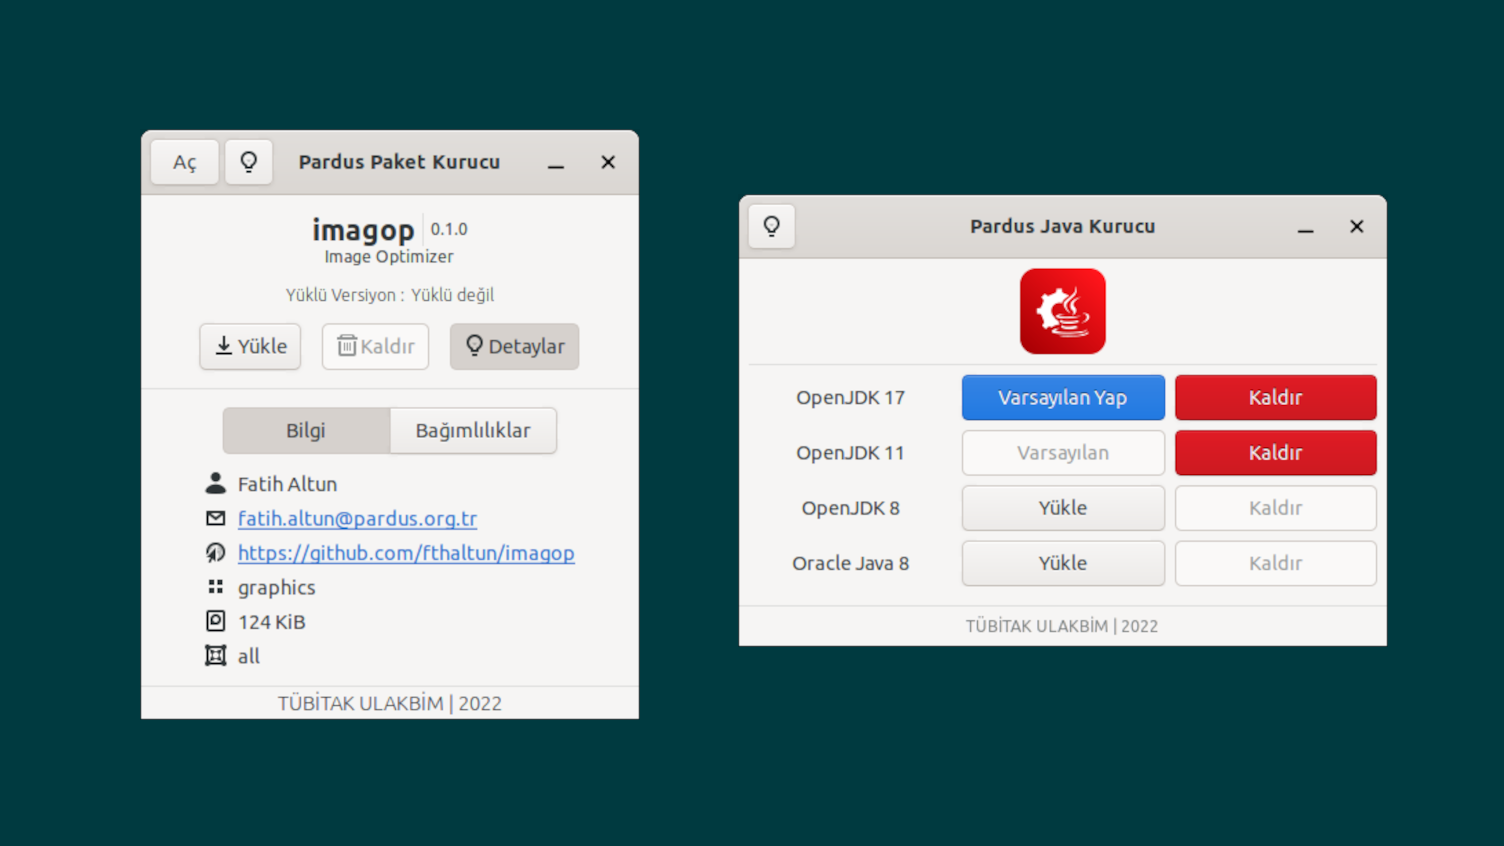 Aç
Pardus Paket Kurucu
imagop 0.1.0
Image Optimizer
Yüklü Versiyon : Yüklü değil
Yükle Kaldır Detaylar
Bilgi Bağımlılıklar
Fatih Altun
fatih.altun@pardus.org.tr
https://github.com/fthaltun/imagop
graphics
124 KiB
all
TÜBİTAK ULAKBİM | 2022
Pardus Java Kurucu
OpenJDK 17 Varsayılan Yap Kaldır
OpenJDK 11 Varsayılan Kaldır
OpenJDK 8 Yükle Kaldır
Oracle Java 8 Yükle Kaldır
TÜBİTAK ULAKBİM | 2022